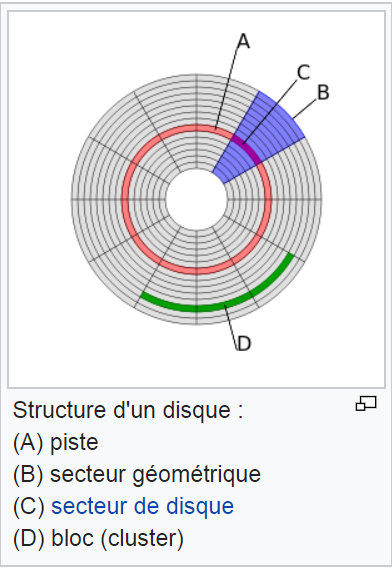 A
C
B
D
Structure d'un disque :
(A) piste
(B) secteur géométrique
(C) secteur de disque
(D) bloc (cluster)